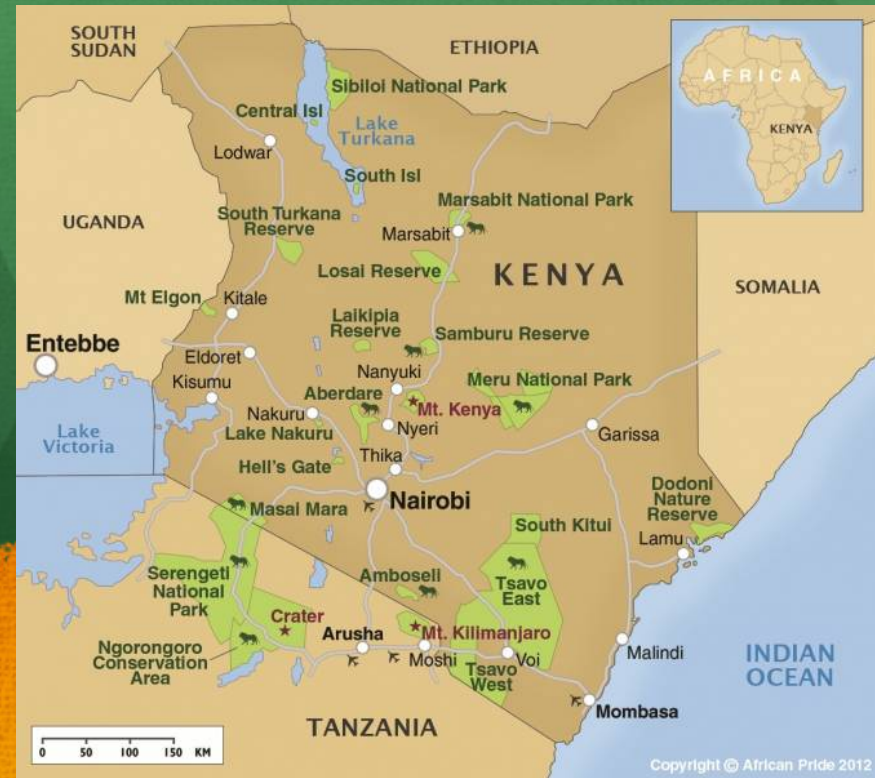 SOUTH
SUDAN
ETHIOPIA
AFRICA
KENYA
Sibiloi National Park
Central Isl
Lake
Turkana
Lodwar
South Isl
UGANDA
South Turkana
Reserve
Marsabit National Park
Marsabit
Losai Reserve
KENYA
SOMALIA
Mt Elgon
Kitale
Laikipia
Reserve
Samburu Reserve
Entebbe
Eldoret
Kisumu
Nanyuki
Meru National Park
Aberdare
Mt. Kenya
Nakuru
Lake Nakuru
Nyeri
Garissa
Lake
Victoria
Hell's Gate
Thika
Nairobi
Masai Mara
Dodoni
Nature
Reserve
South Kitui
Lamu
Serengeti
National
Park
Amboseli
Tsavo
East
Crater
Arusha
Mt. Kilimanjaro
Ngorongoro
Conservation
Area
Moshi
Voi
Malindi
Tsavo
West
INDIAN
OCEAN
Mombasa
TANZANIA
0 50 100 150 KM
Copyright © African Pride 2012